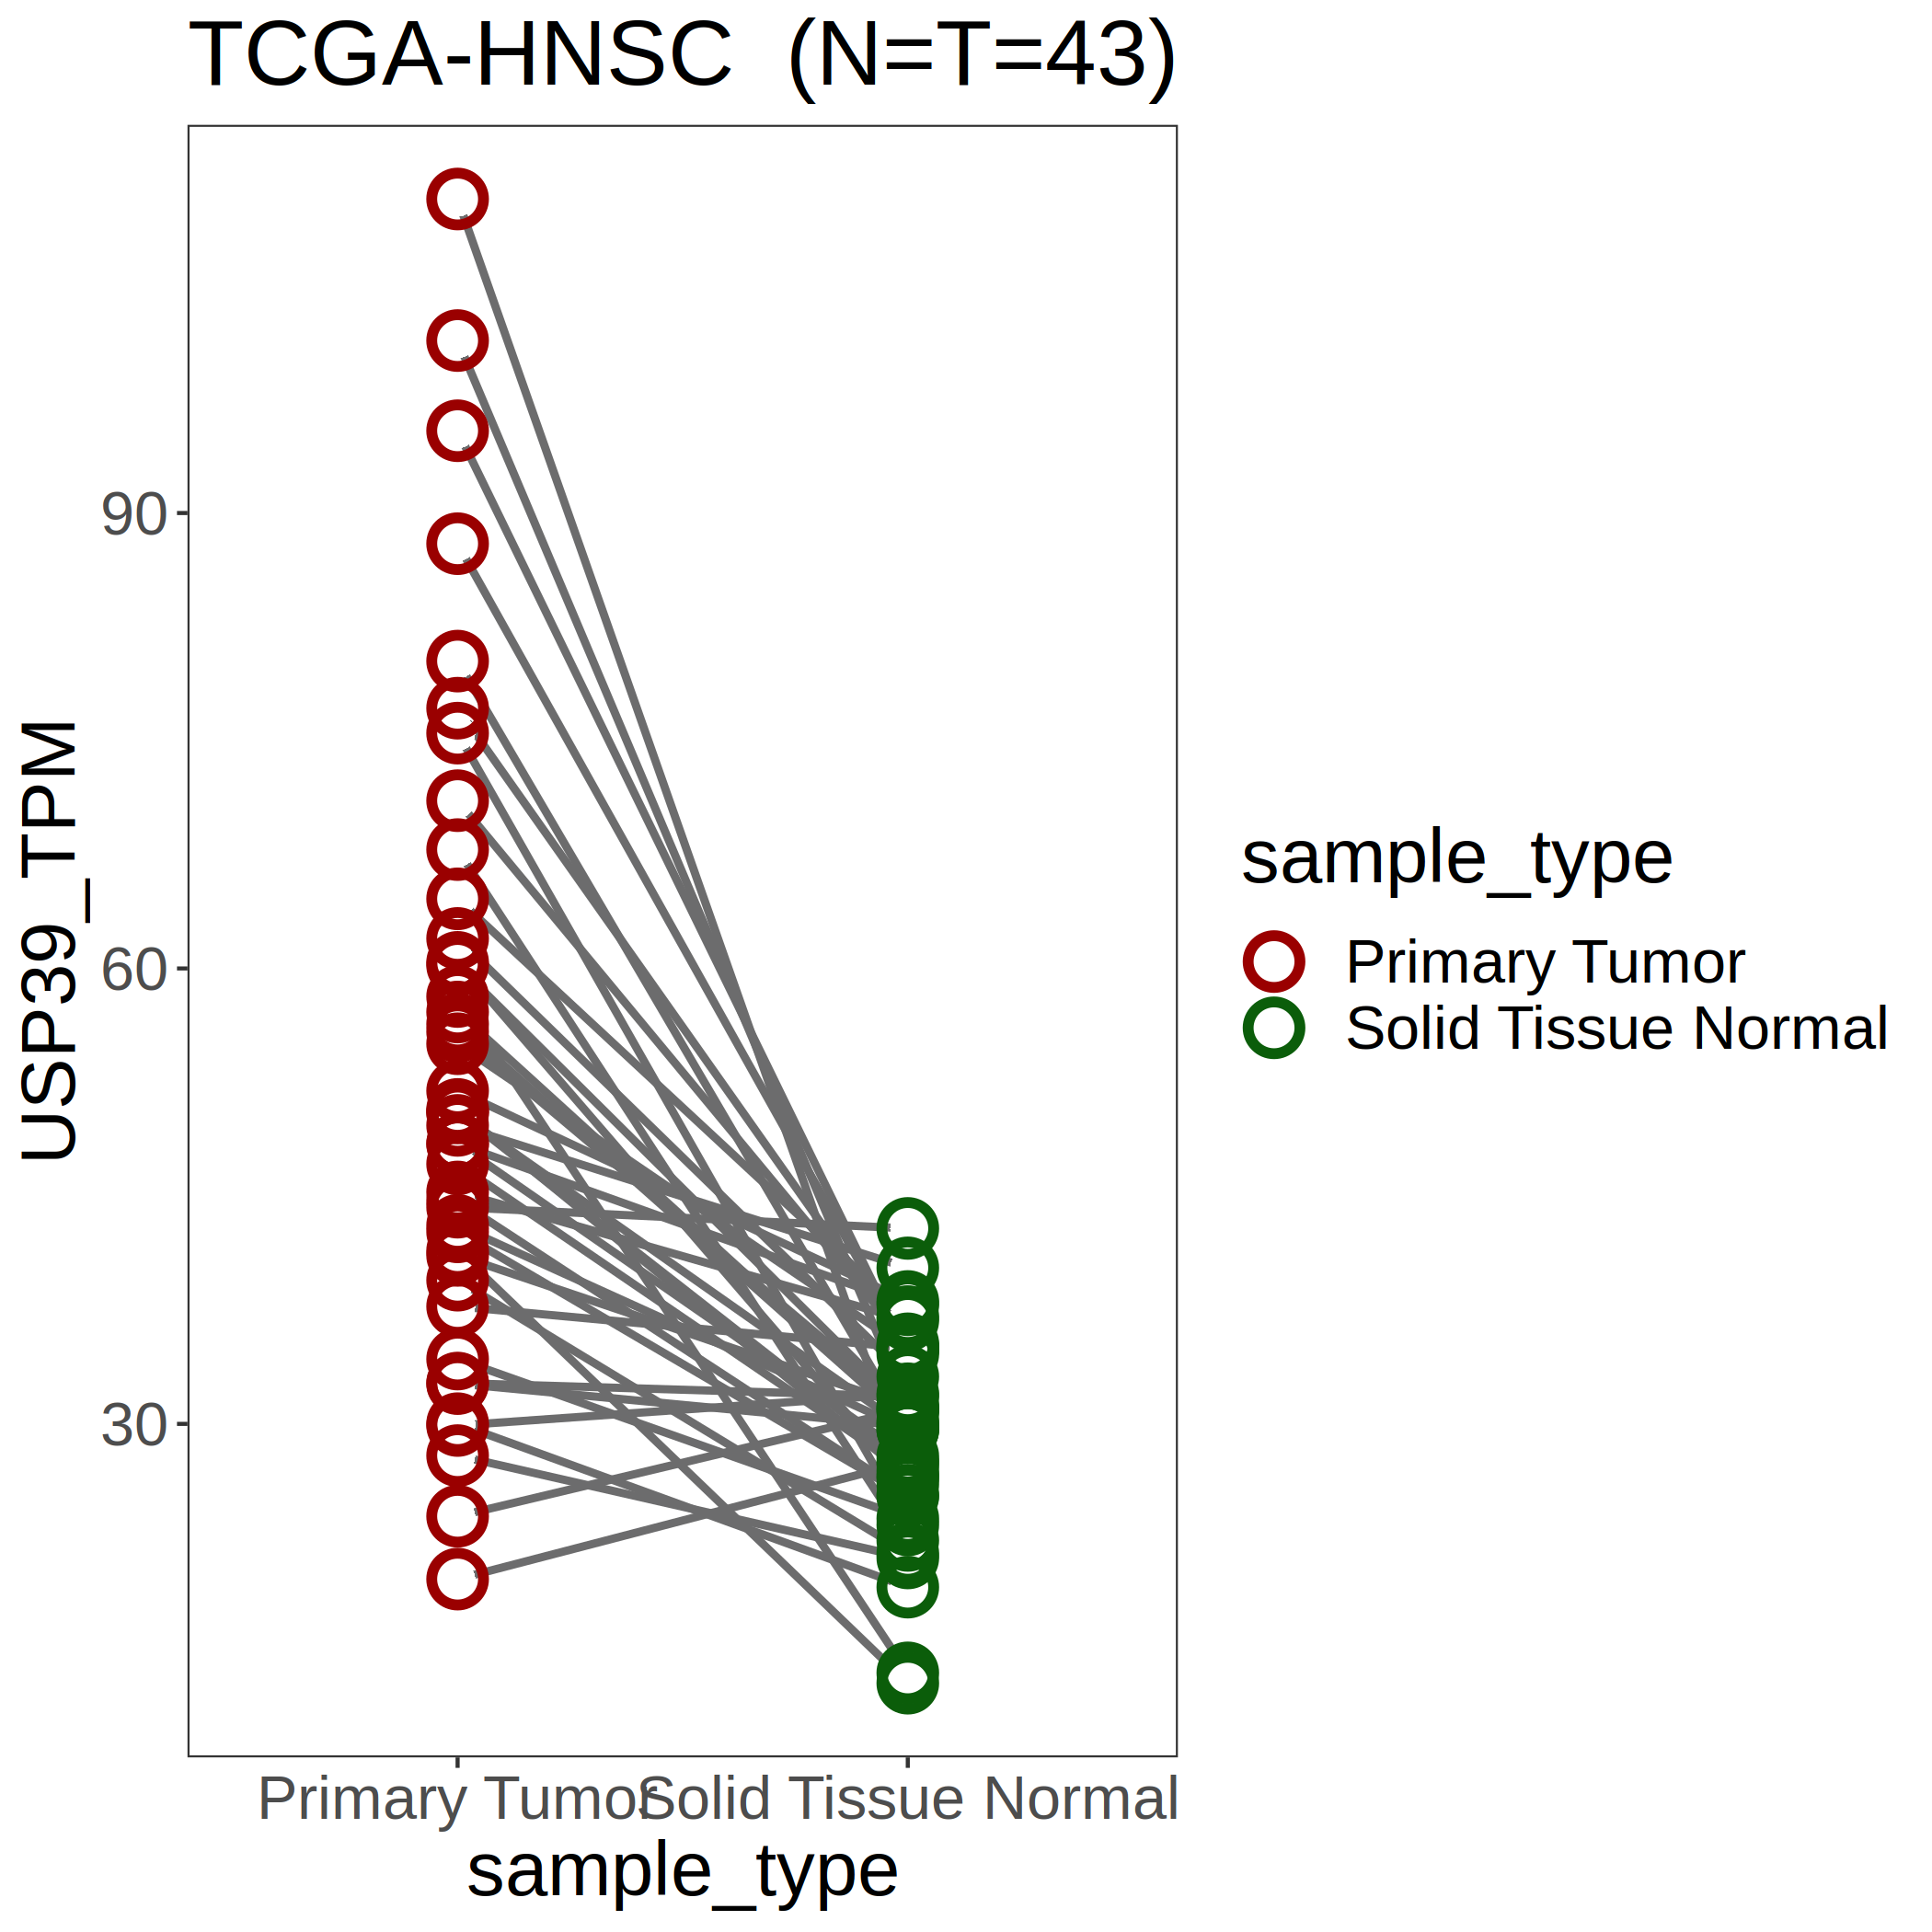 TCGA-HNSC  (N=T=43)
USP39_TPM
90
60
30
Primary Tumor
Solid Tissue Normal
sample_type
sample_type
Primary Tumor
Solid Tissue Normal